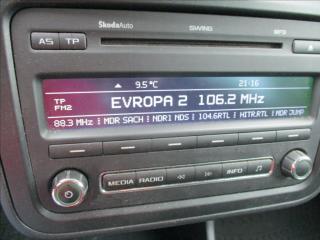 ŠkodaAuto SWING MP3
AS TP
9.5°C 21:16
TP
FM2
EVROPA 2 106.2 MHz
88.3 MHz MDR SACH NDR1 NDS 104.6RTL HITR.RTL MDR JUMP
MEDIA RADIO INFO